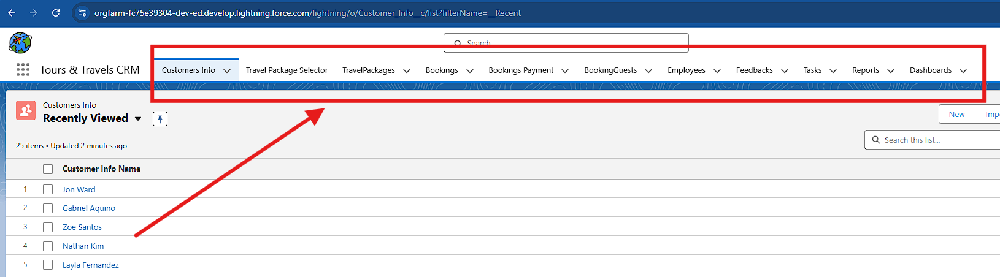 orgfarm-fc75e39304-dev-ed.develop.lightning.force.com/lightning/o/Customer_Info__c/list?filterName=__Recent
Search...
Tours & Travels CRM Customers Info Travel Package Selector TravelPackages Bookings Bookings Payment BookingGuests Employees Feedbacks Tasks Reports Dashboards
Customers Info
Recently Viewed
New Impo
25 items • Updated 2 minutes ago
Search this list...
Customer Info Name
1 Jon Ward
2 Gabriel Aquino
3 Zoe Santos
4 Nathan Kim
5 Layla Fernandez